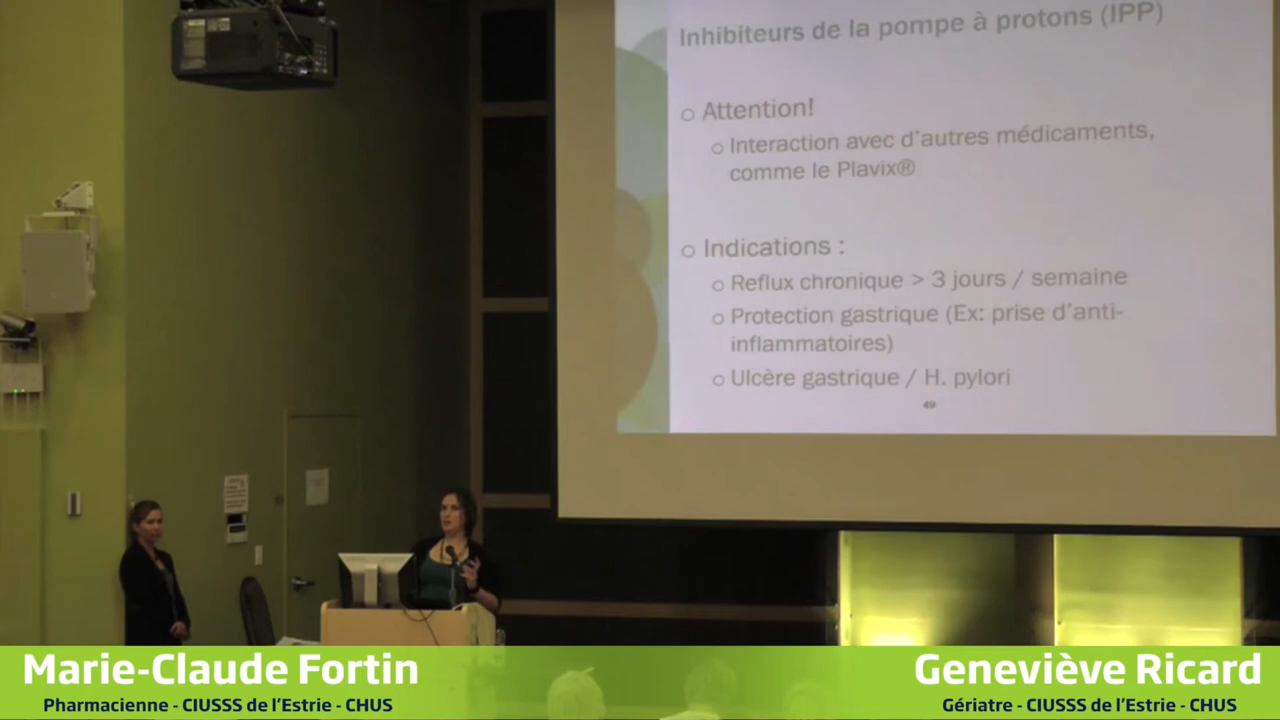 Inhibiteurs de la pompe à protons (IPP)
○ Attention!
○ Interaction avec d'autres médicaments,
comme le Plavix®
○ Indications :
○ Reflux chronique > 3 jours / semaine
○ Protection gastrique (Ex: prise d'anti-
inflammatoires)
○ Ulcère gastrique / H. pylori
49
Marie-Claude Fortin
Pharmacienne - CIUSSS de l'Estrie - CHUS
Geneviève Ricard
Gériatre - CIUSSS de l'Estrie - CHUS